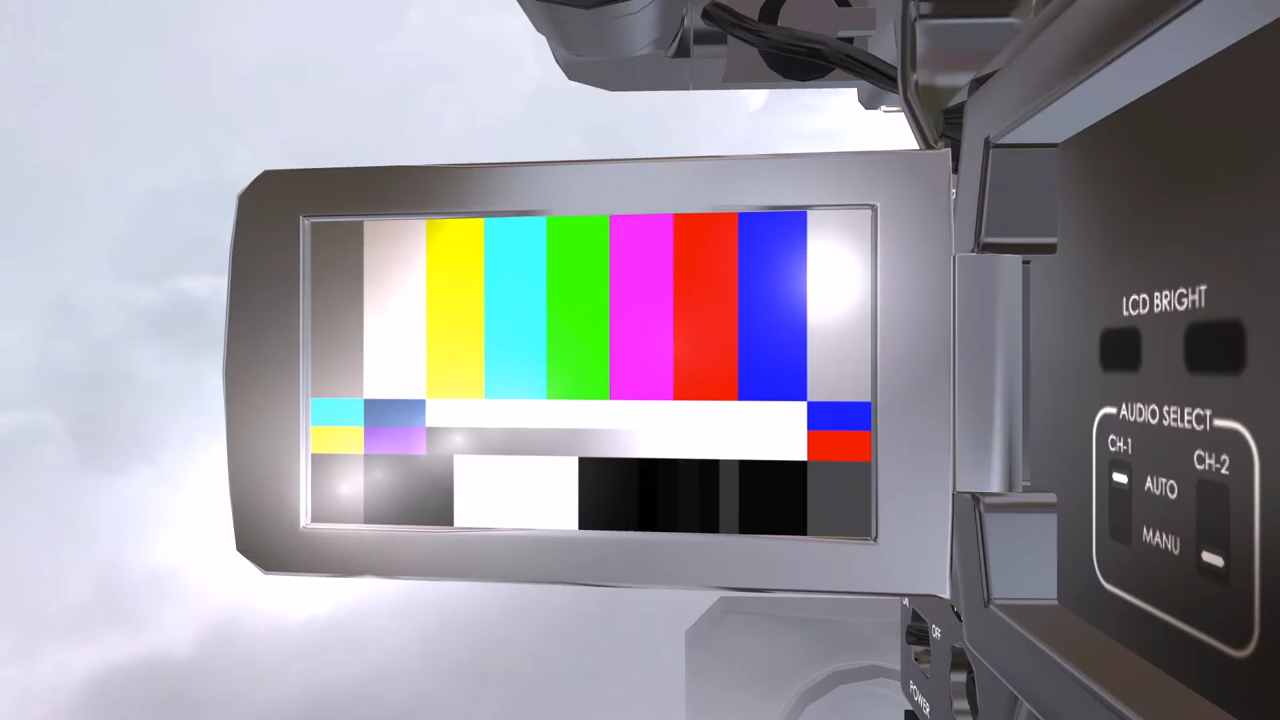 LCD BRIGHT
AUDIO SELECT
CH-1
CH-2
AUTO
MANU
OFF
POWER